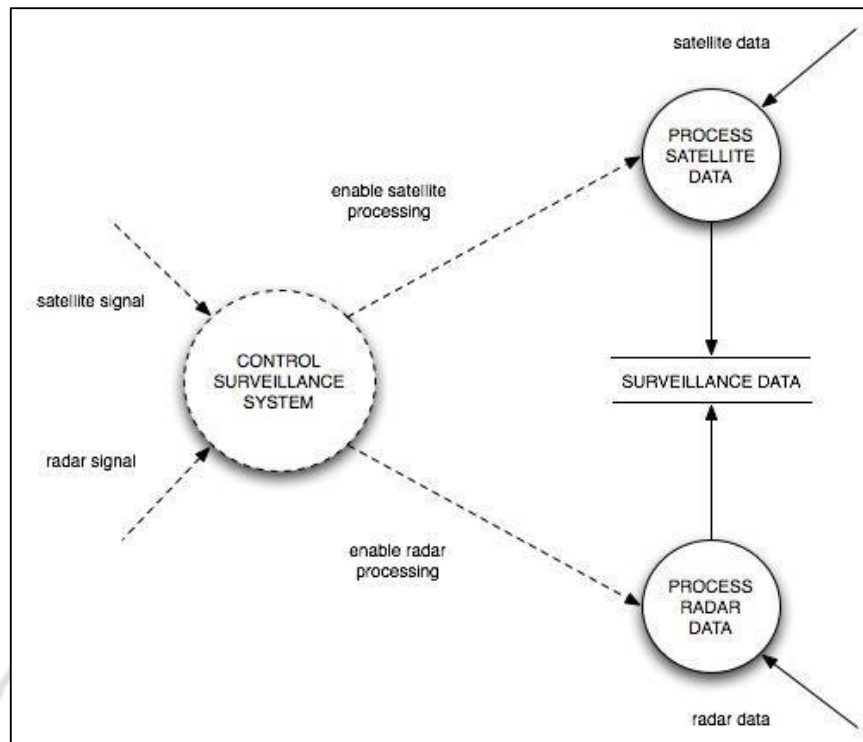 satellite data
PROCESS
SATELLITE
DATA
enable satellite
processing
satellite signal
CONTROL
SURVEILLANCE
SYSTEM
SURVEILLANCE DATA
radar signal
enable radar
processing
PROCESS
RADAR
DATA
radar data